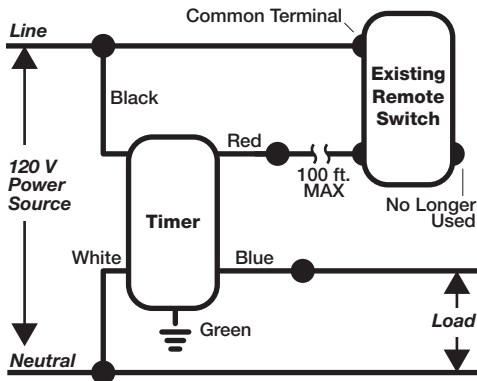 Line
Common Terminal
Existing
Remote
Switch
Black
Red
100 ft.
MAX
120 V
Power
Source
Timer
No Longer
Used
White
Blue
Load
Green
Neutral